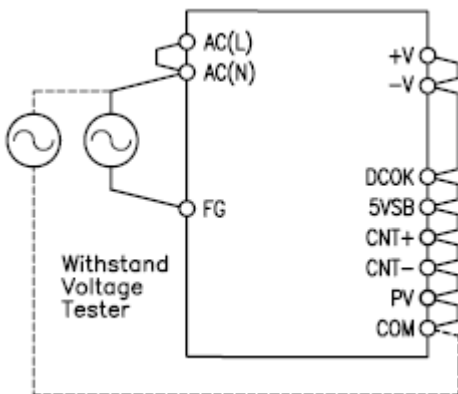 AC(L)
AC(N)
FG
Withstand
Voltage
Tester
+V
-V
DCOK
5VSB
CNT+
CNT-
PV
COM